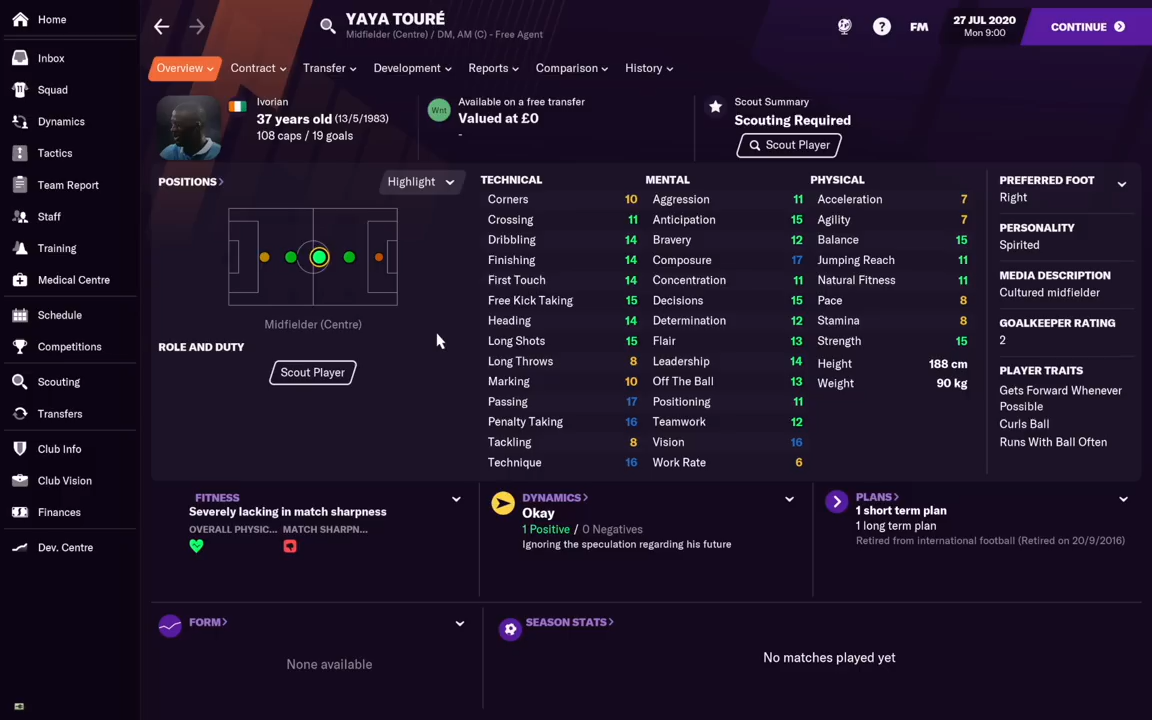 Home
Inbox
Squad
Dynamics
Tactics
Team Report
Staff
Training
Medical Centre
Schedule
Competitions
Scouting
Transfers
Club Info
Club Vision
Finances
Dev. Centre
YAYA TOURÉ
Midfielder (Centre) / DM, AM (C) - Free Agent
? FM
27 JUL 2020
Mon 9:00
CONTINUE
Overview Contract Transfer Development Reports Comparison History
Ivorian
37 years old (13/5/1983)
108 caps / 19 goals
Wnt
Available on a free transfer
Valued at £0
-
Scout Summary
Scouting Required
Scout Player
POSITIONS>
Highlight
Midfielder (Centre)
ROLE AND DUTY
Scout Player
TECHNICAL
Corners 10
Crossing 11
Dribbling 14
Finishing 14
First Touch 14
Free Kick Taking 15
Heading 14
Long Shots 15
Long Throws 8
Marking 10
Passing 17
Penalty Taking 16
Tackling 8
Technique 16
MENTAL
Aggression 11
Anticipation 15
Bravery 12
Composure 17
Concentration 11
Decisions 15
Determination 12
Flair 13
Leadership 14
Off The Ball 13
Positioning 11
Teamwork 12
Vision 16
Work Rate 6
PHYSICAL
Acceleration 7
Agility 7
Balance 15
Jumping Reach 11
Natural Fitness 11
Pace 8
Stamina 8
Strength 15
Height 188 cm
Weight 90 kg
PREFERRED FOOT
Right
PERSONALITY
Spirited
MEDIA DESCRIPTION
Cultured midfielder
GOALKEEPER RATING
2
PLAYER TRAITS
Gets Forward Whenever
Possible
Curls Ball
Runs With Ball Often
FITNESS
Severely lacking in match sharpness
OVERALL PHYSIC... MATCH SHARPN...
DYNAMICS>
Okay
1 Positive / 0 Negatives
Ignoring the speculation regarding his future
PLANS>
1 short term plan
1 long term plan
Retired from international football (Retired on 20/9/2016)
FORM>
None available
SEASON STATS>
No matches played yet